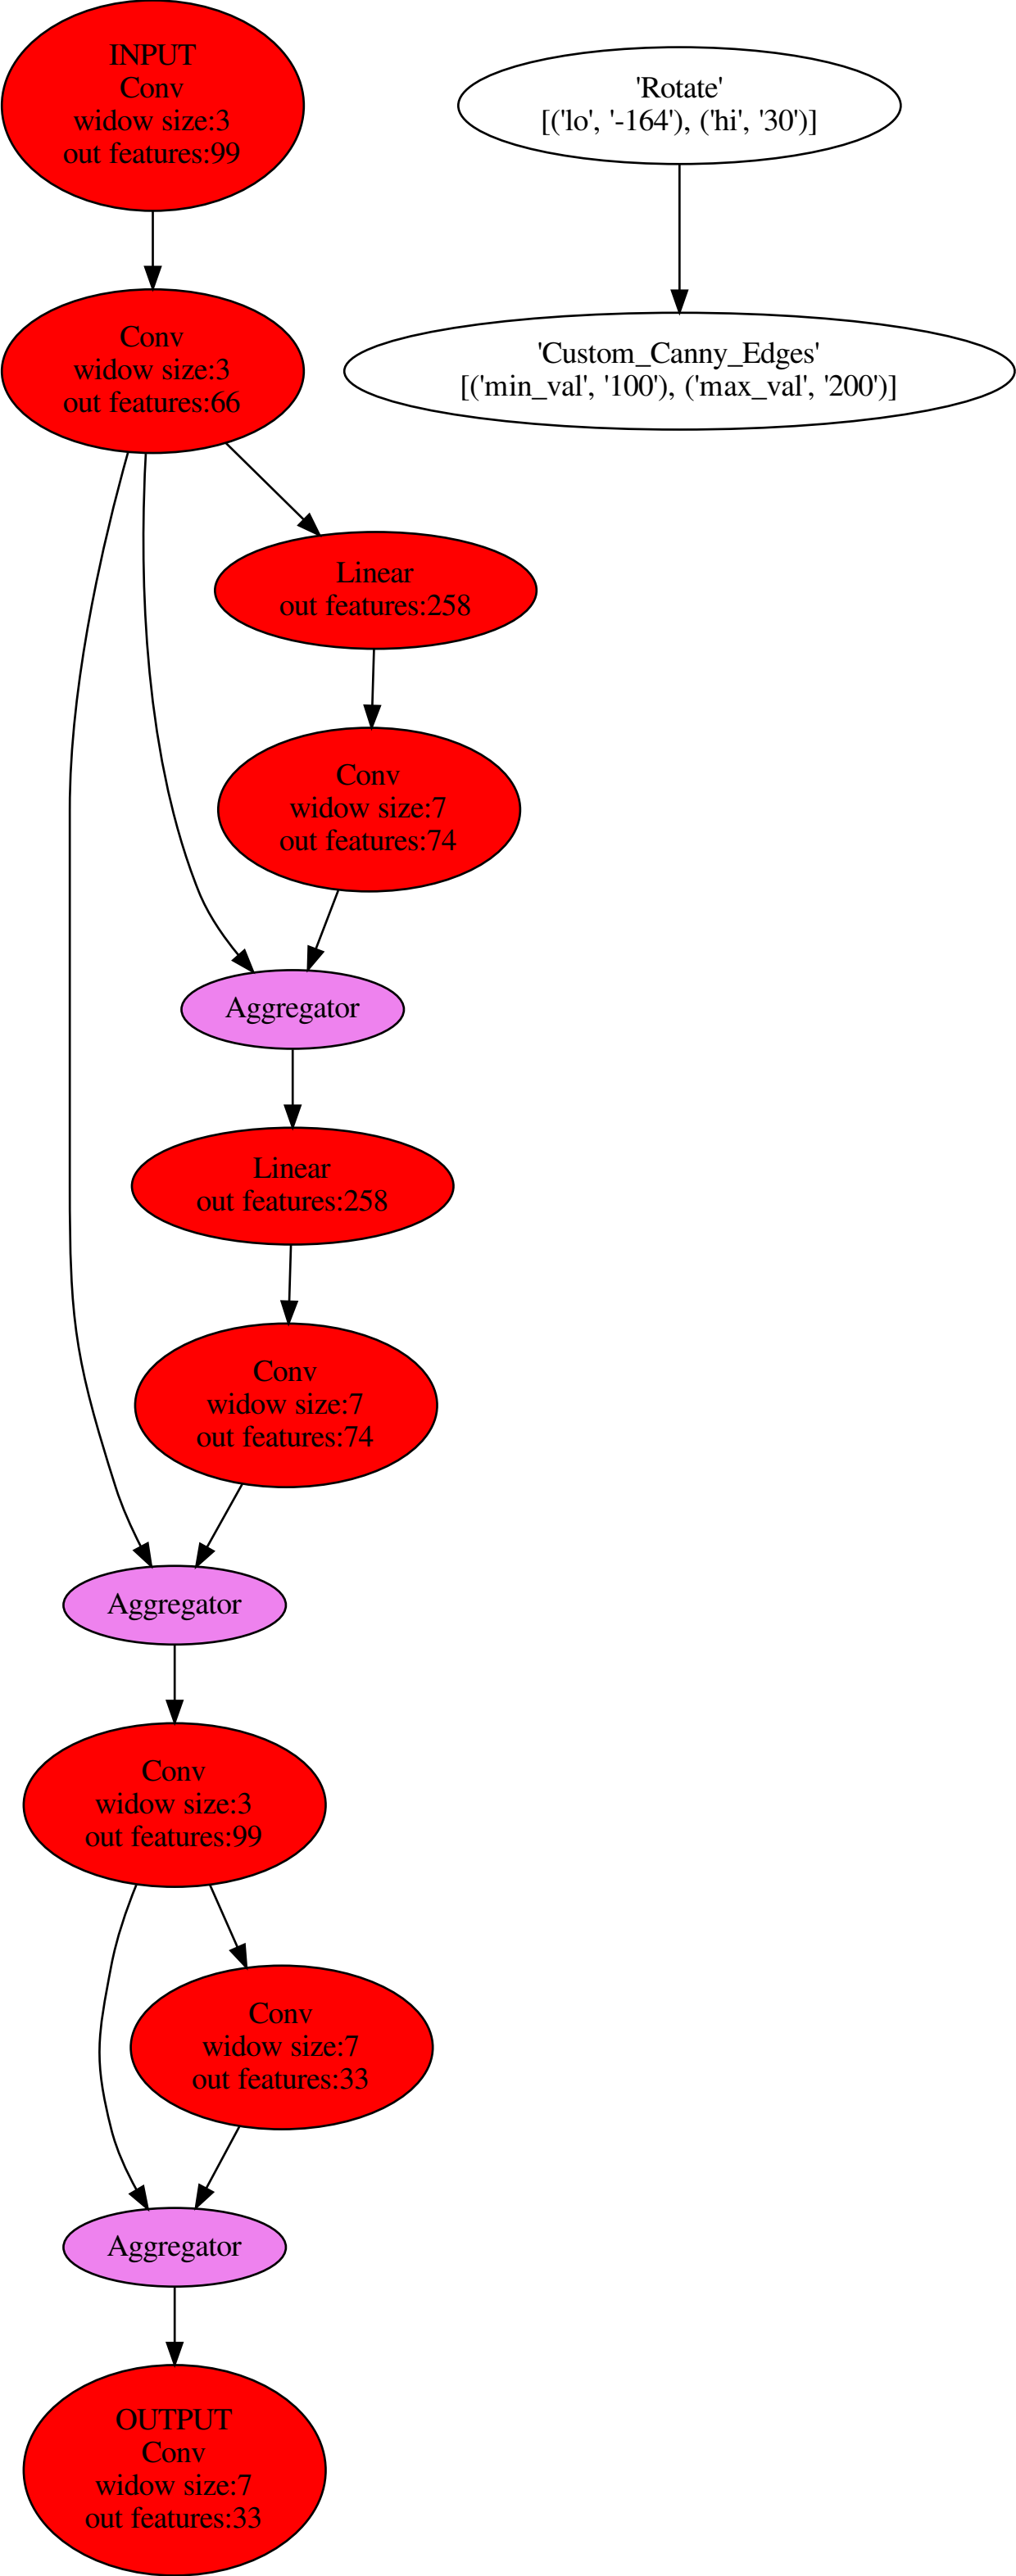 INPUT
Conv
widow size:3
out features:99
'Rotate'
[('lo', '-164'), ('hi', '30')]
Conv
widow size:3
out features:66
'Custom_Canny_Edges'
[('min_val', '100'), ('max_val', '200')]
Linear
out features:258
Conv
widow size:7
out features:74
Aggregator
Linear
out features:258
Conv
widow size:7
out features:74
Aggregator
Conv
widow size:3
out features:99
Conv
widow size:7
out features:33
Aggregator
OUTPUT
Conv
widow size:7
out features:33